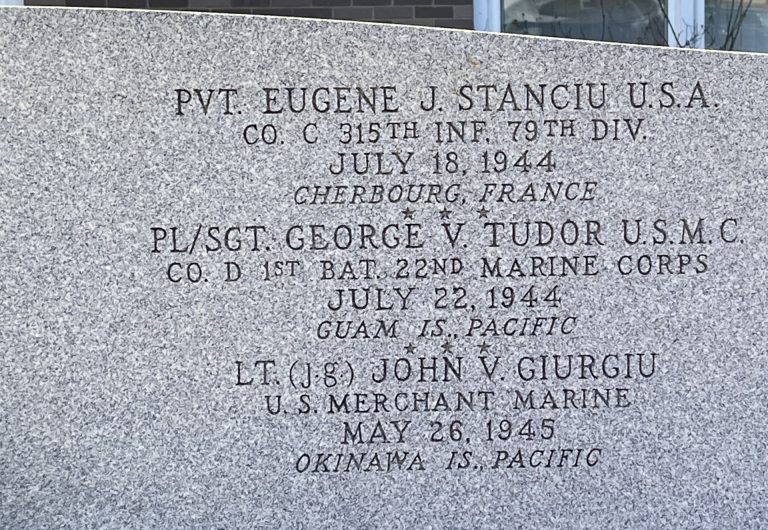 PVT. EUGENE J. STANCIU U.S.A.
CO. C 315TH INF. 79TH DIV.
JULY 18, 1944
CHERBOURG, FRANCE
★ ★ ★
PL/SGT. GEORGE V. TUDOR U.S.M.C.
CO. D 1ST BAT. 22ND MARINE CORPS
JULY 22, 1944
GUAM IS., PACIFIC
★ ★ ★
LT. (j.g.) JOHN V. GIURGIU
U.S. MERCHANT MARINE
MAY 26, 1945
OKINAWA IS., PACIFIC